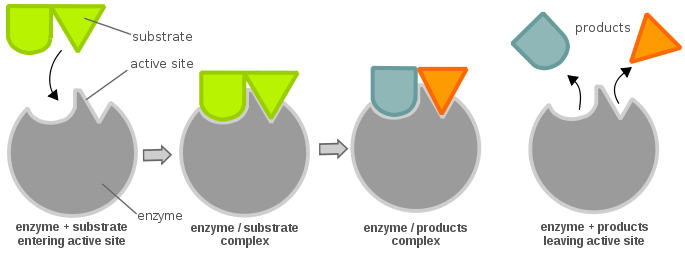 substrate
active site
enzyme
products
enzyme + substrate
entering active site
enzyme / substrate
complex
enzyme / products
complex
enzyme + products
leaving active site